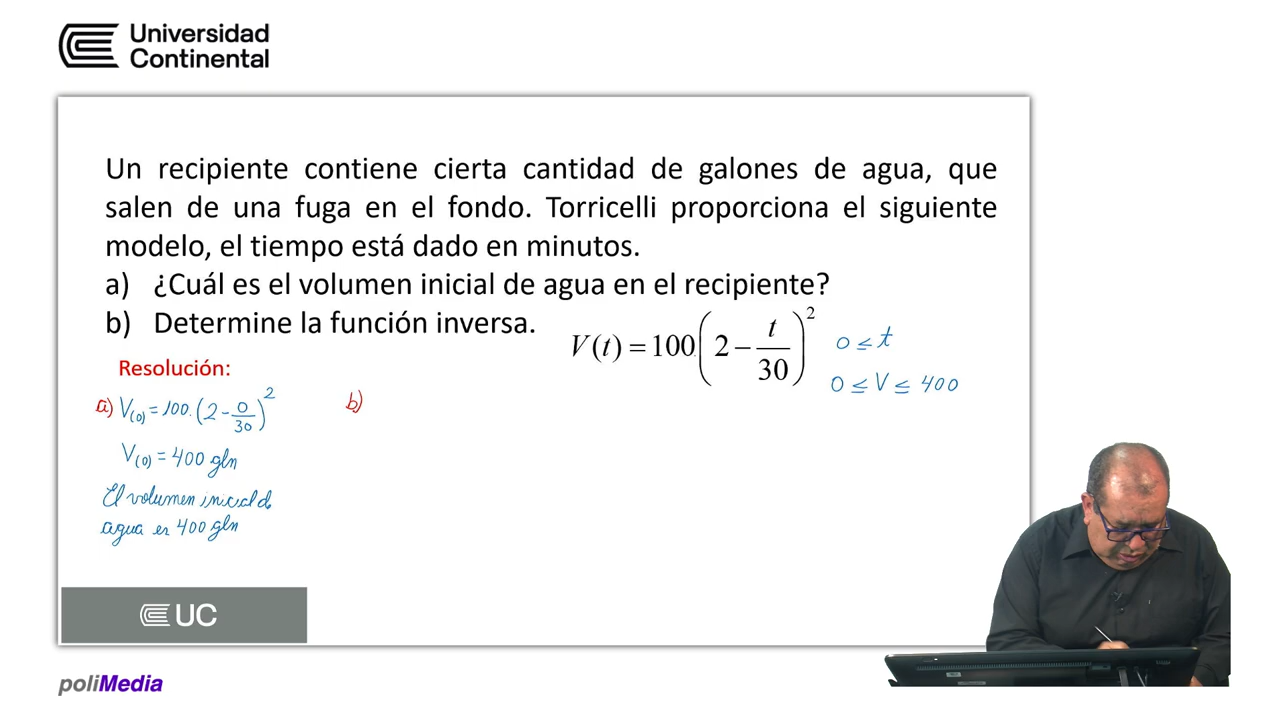 Universidad
Continental
Un recipiente contiene cierta cantidad de galones de agua, que
salen de una fuga en el fondo. Torricelli proporciona el siguiente
modelo, el tiempo está dado en minutos.
a) ¿Cuál es el volumen inicial de agua en el recipiente?
b) Determine la función inversa.
V(t) = 100(2 − t/30)²
0 ≤ t
0 ≤ V ≤ 400
Resolución:
a) V(0) = 100.(2 - 0/30)²
V(0) = 400 gln
El volumen inicial d
agua es 400 gln
b)
UC
poliMedia